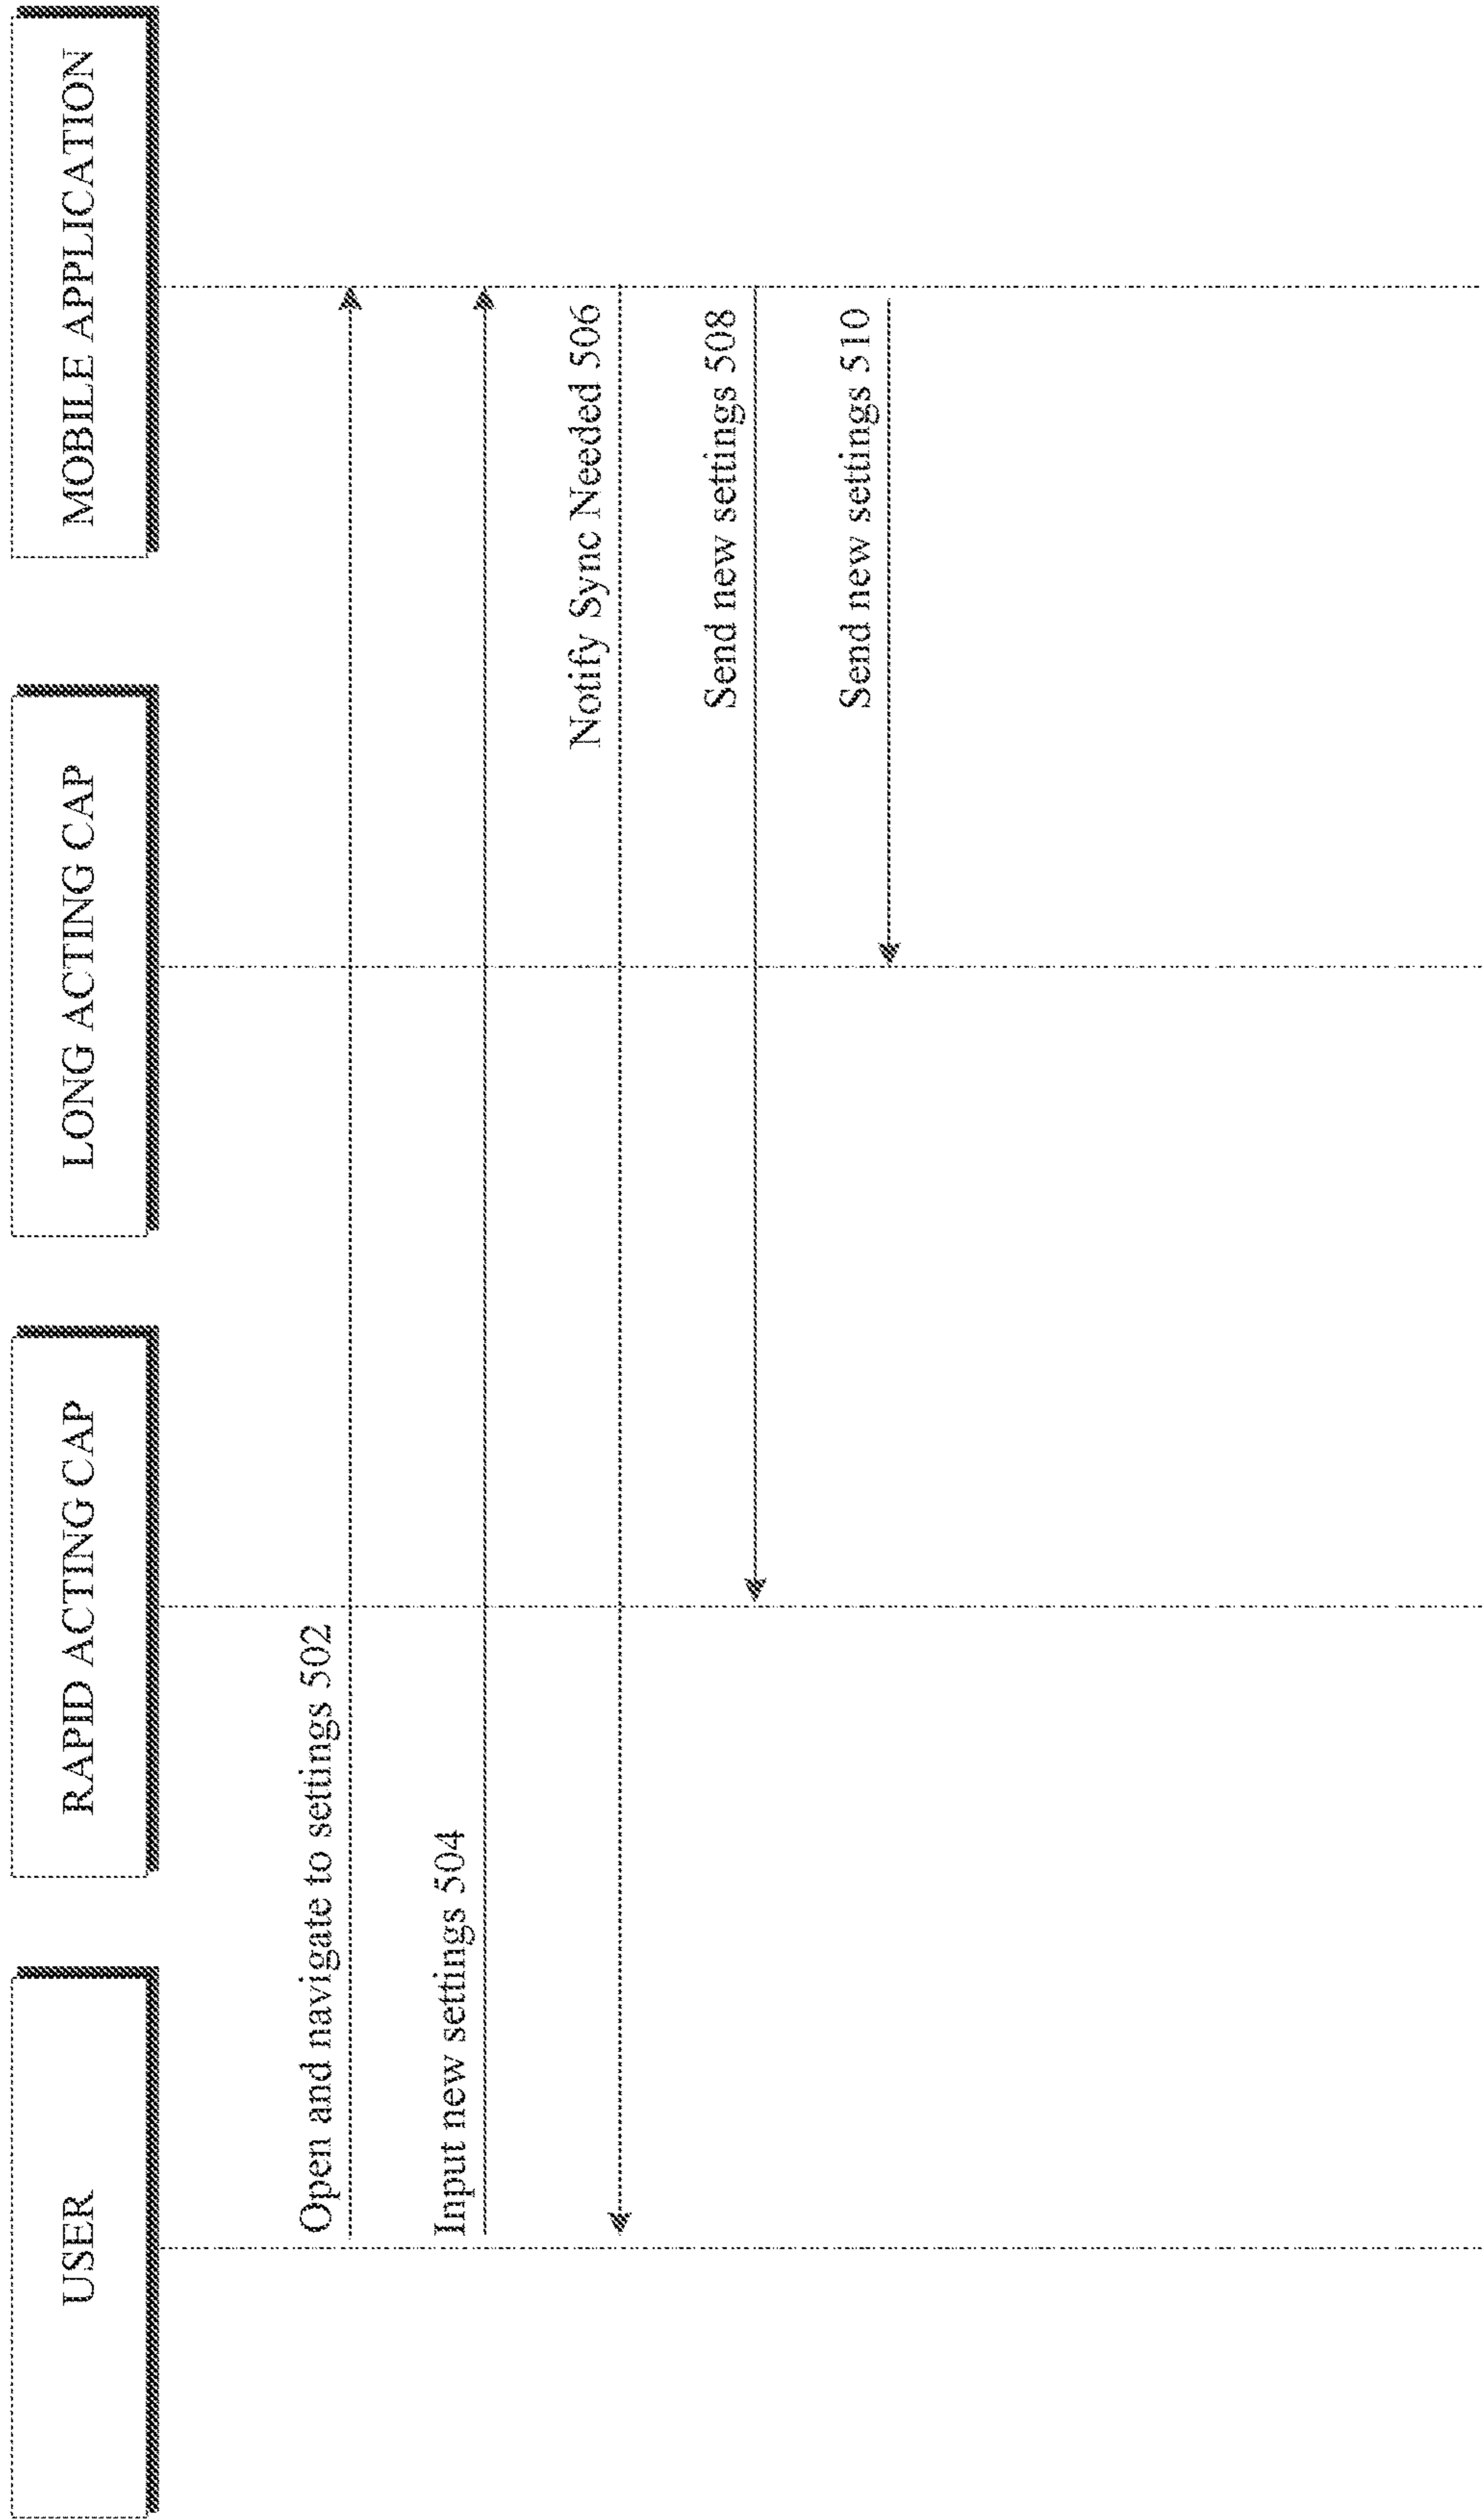 USER
RAPID ACTING CAP
LONG ACTING CAP
MOBILE APPLICATION
Open and navigate to settings 502
Input new settings 504
Notify Sync Needed 506
Send new settings 508
Send new settings 510